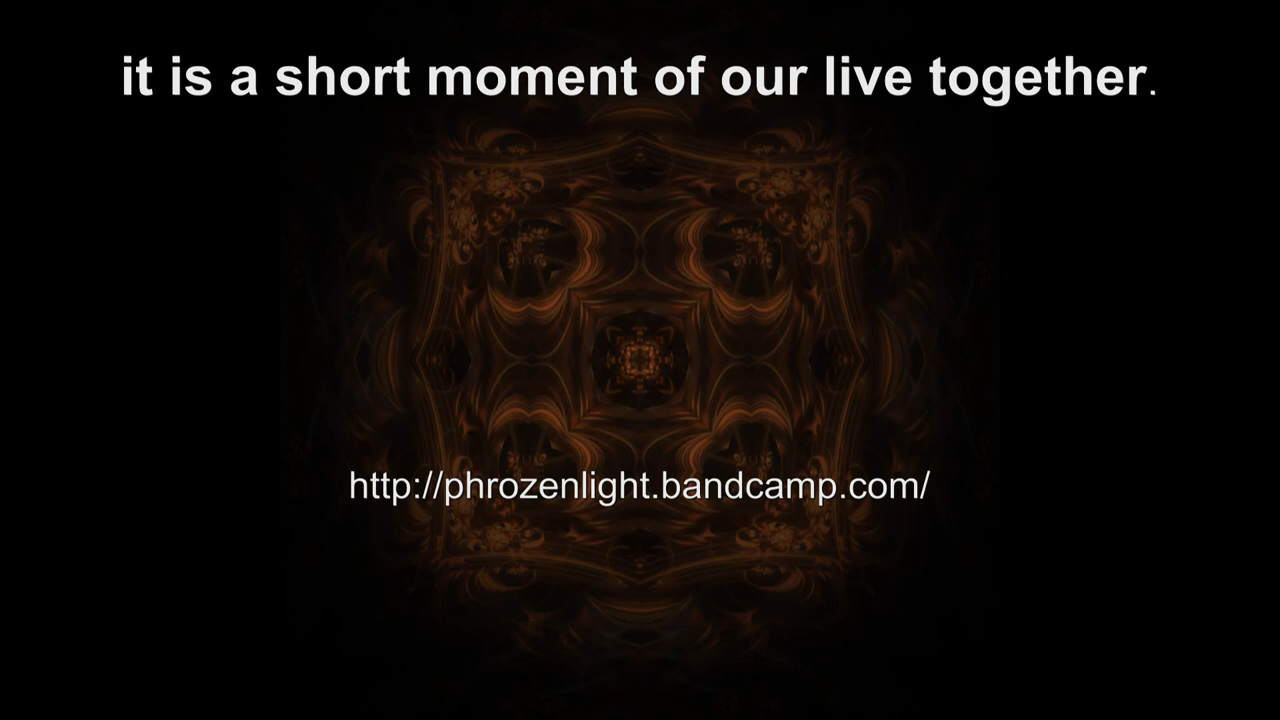 it is a short moment of our live together.
http://phrozenlight.bandcamp.com/